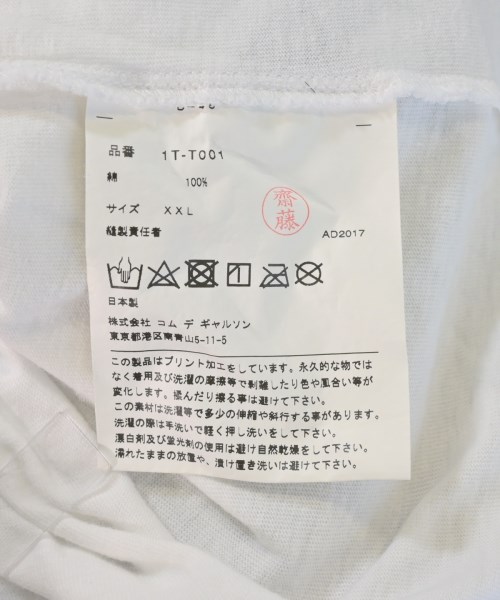 品番 1T-T001
綿 100%
サイズ XXL
縫製責任者
齋藤
AD2017
日本製
株式会社 コム デ ギャルソン
東京都港区南青山5-11-5
この製品はプリント加工をしています。永久的な物では
なく着用及び洗濯の摩擦等で剥離したり色や風合い等が
変化します。揉んだり擦る事は避けて下さい。
この素材は洗濯等で多少の伸縮や斜行する事があります。
洗濯の際は手洗いで軽く押し洗いをして下さい。
漂白剤及び蛍光剤の使用は避け自然乾燥をして下さい。
濡れたままの放置や、漬け置き洗いは避けて下さい。